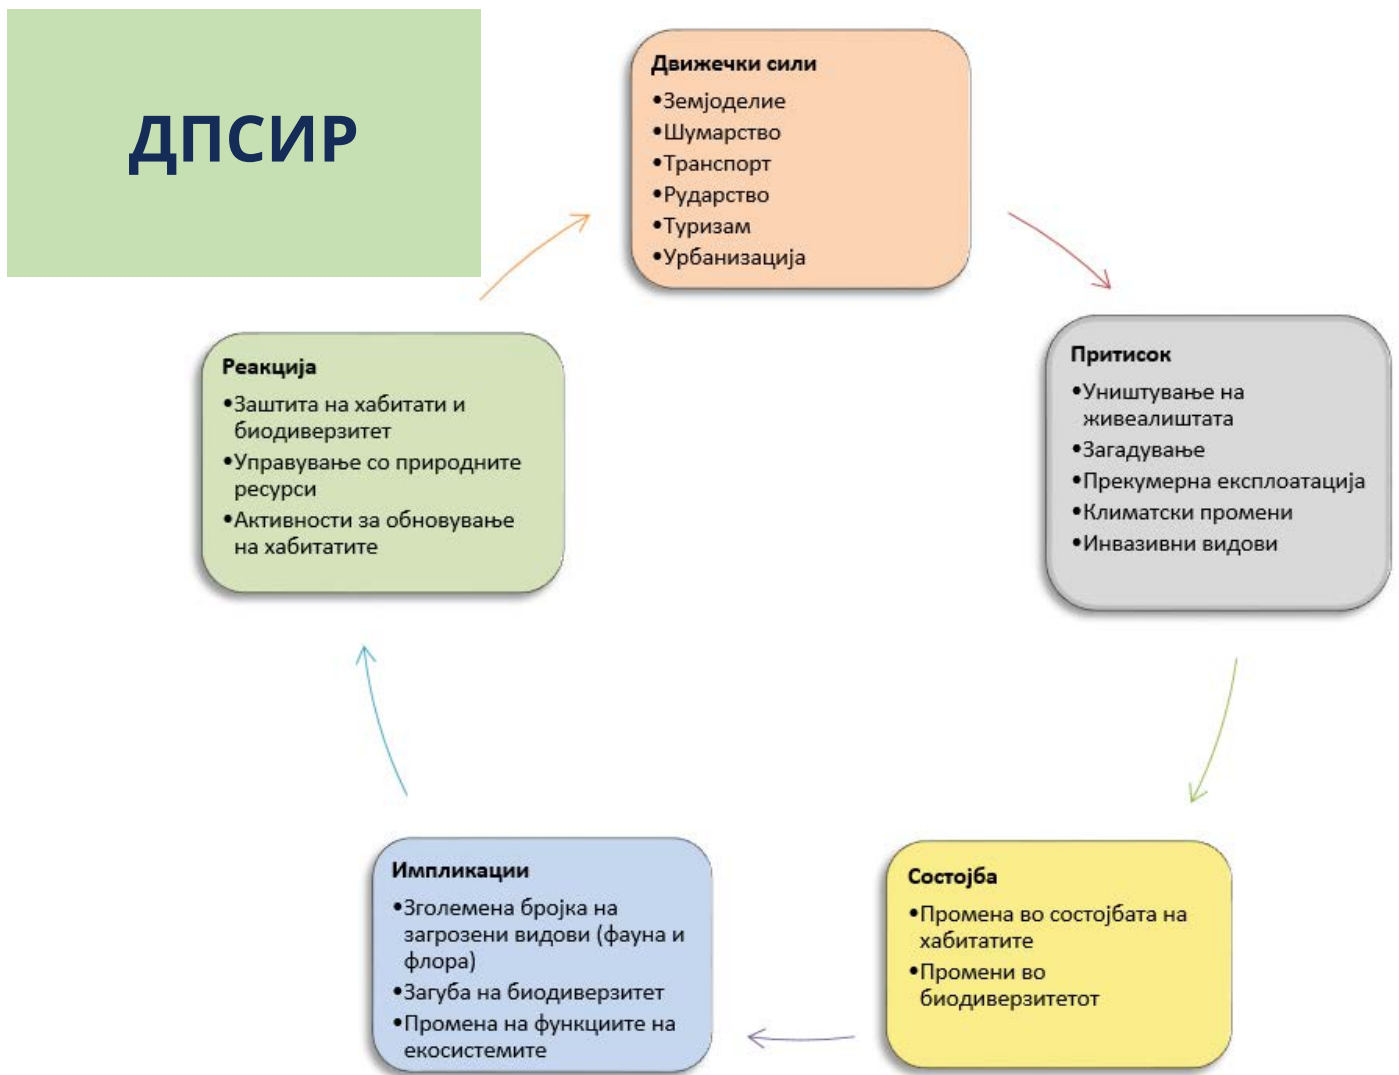 ДПСИР
Движечки сили
•Земјоделие
•Шумарство
•Транспорт
•Рударство
•Туризам
•Урбанизација
Притисок
•Уништување на
живеалиштата
•Загадување
•Прекумерна експлоатација
•Климатски промени
•Инвазивни видови
Состојба
•Промена во состојбата на
хабитатите
•Промени во
биодиверзитетот
Импликации
•Зголемена бројка на
загрозени видови (фауна и
флора)
•Загуба на биодиверзитет
•Промена на функциите на
екосистемите
Реакција
•Заштита на хабитати и
биодиверзитет
•Управување со природните
ресурси
•Активности за обновување
на хабитатите